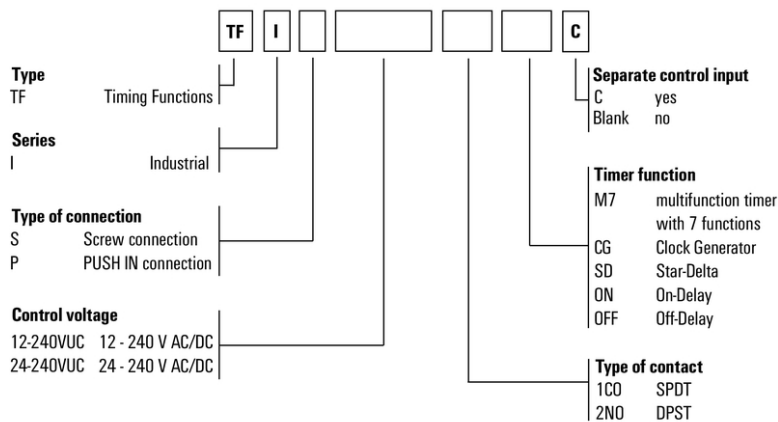 TF I C
Type
TF Timing Functions
Series
I Industrial
Type of connection
S Screw connection
P PUSH IN connection
Control voltage
12-240VUC 12 - 240 V AC/DC
24-240VUC 24 - 240 V AC/DC
Separate control input
C yes
Blank no
Timer function
M7 multifunction timer
with 7 functions
CG Clock Generator
SD Star-Delta
ON On-Delay
OFF Off-Delay
Type of contact
1CO SPDT
2NO DPST